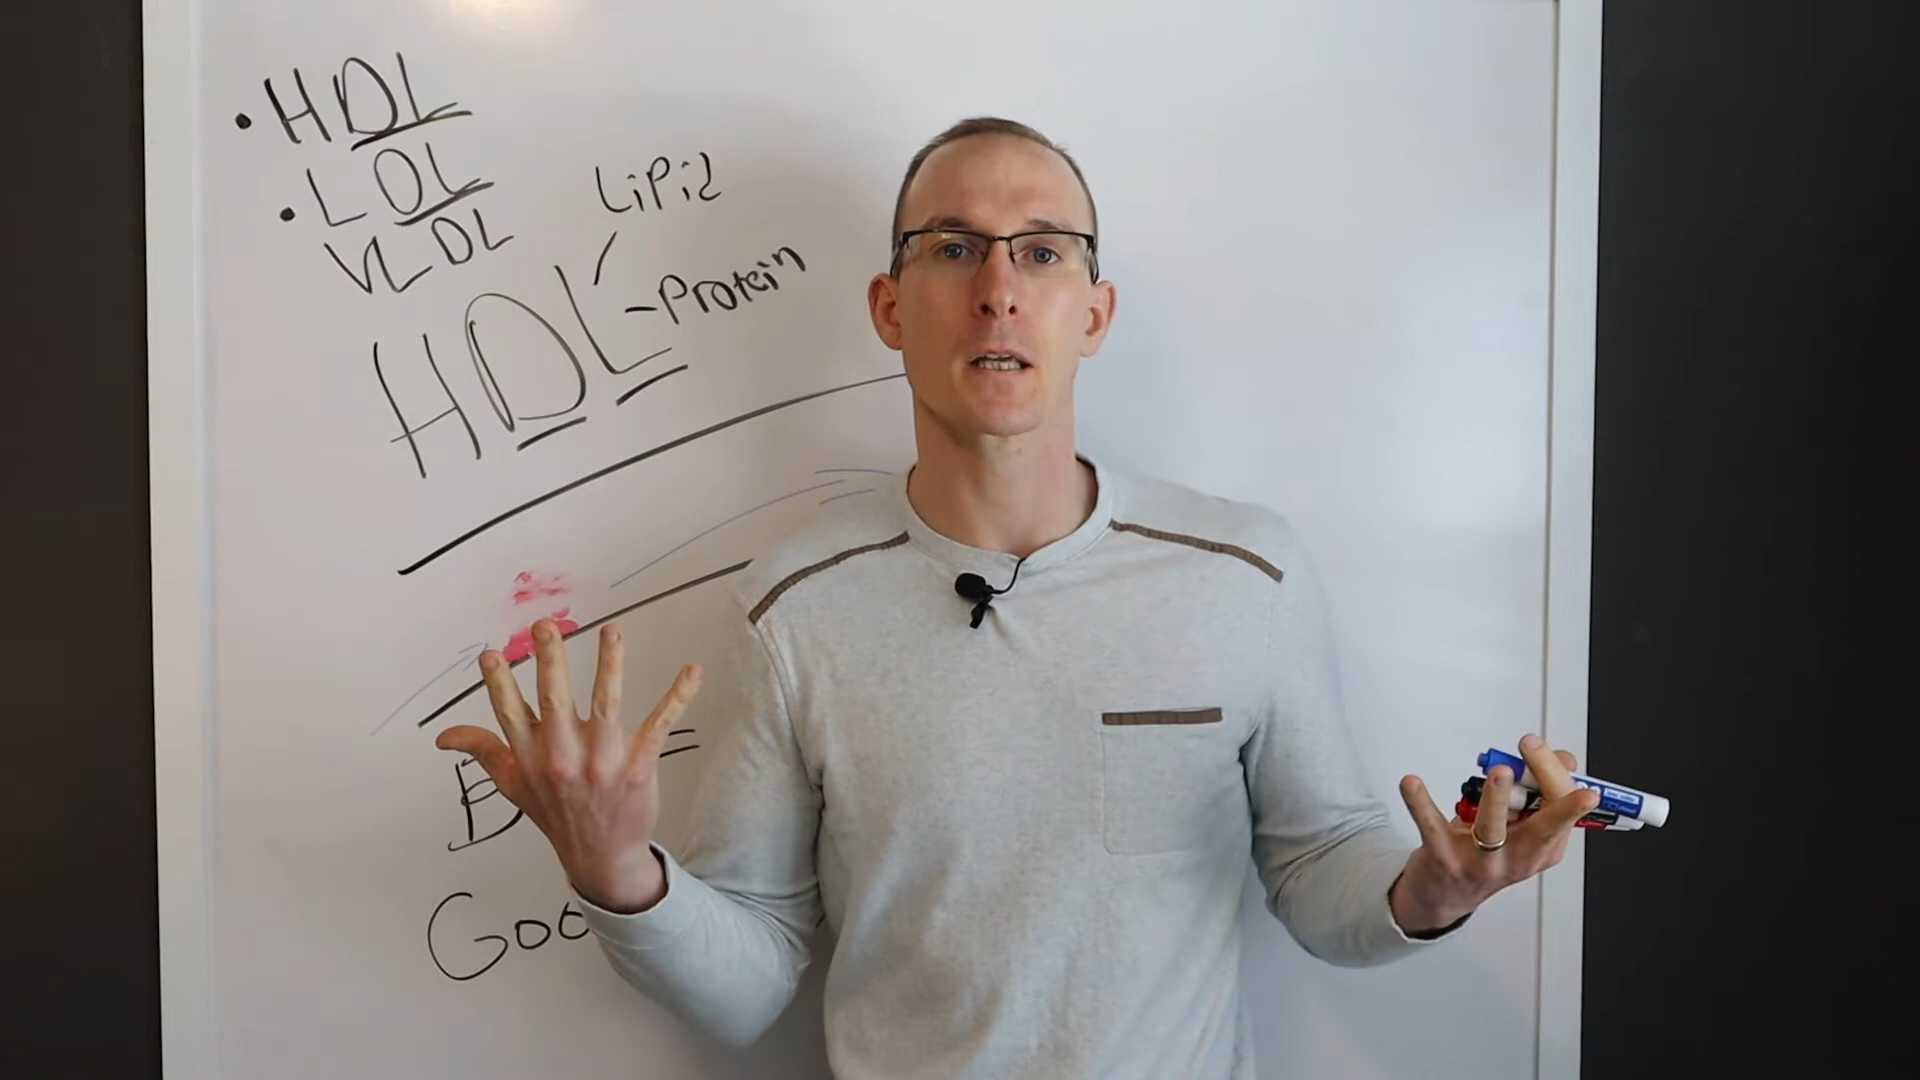 • HDL
• LDL
VLDL
Lipid
- Protein
HDL
=
Goo